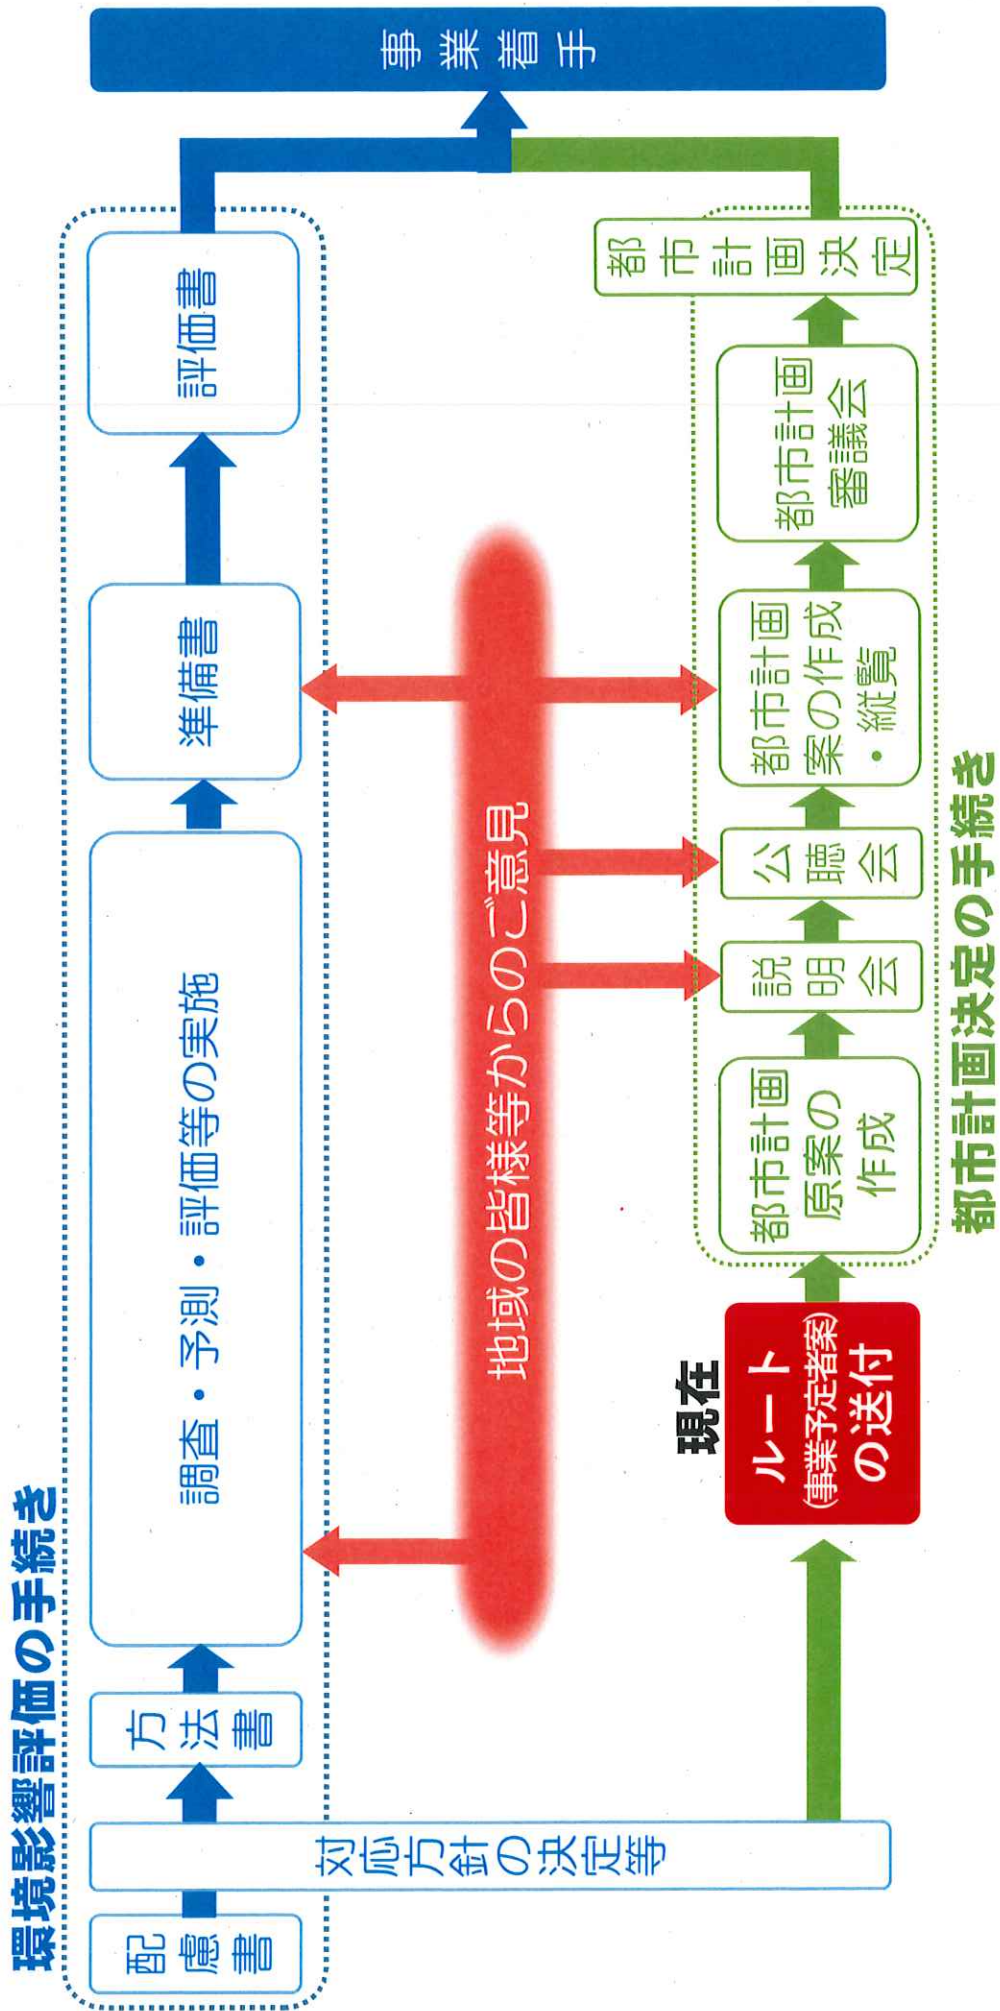 環境影響評価の手続き
配慮書
対応方針の決定等
方法書
調査・予測・評価等の実施
準備書
評価書
地域の皆様等からのご意見
現在
ルート
(事業予定者案)
の送付
都市計画
原案の
作成
説明会
公聴会
都市計画
案の作成
・縦覧
都市計画
審議会
都市計画決定
都市計画決定の手続き
事業着手